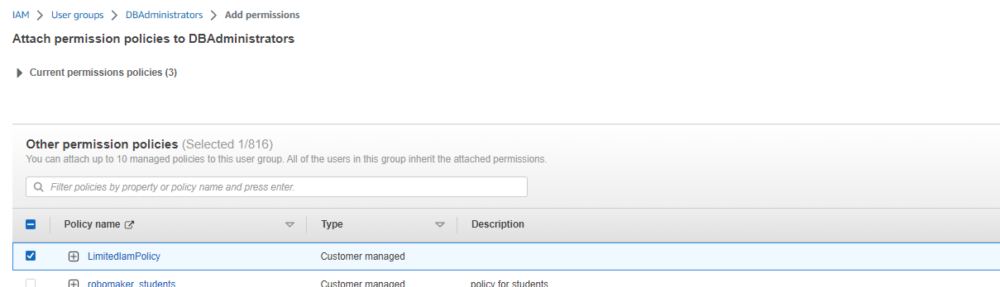 IAM > User groups > DBAdministrators > Add permissions
Attach permission policies to DBAdministrators
Current permissions policies (3)
Other permission policies (Selected 1/816)
You can attach up to 10 managed policies to this user group. All of the users in this group inherit the attached permissions.
Filter policies by property or policy name and press enter.
Policy name Type Description
LimitedIamPolicy Customer managed
robomaker_students Customer managed policy for students